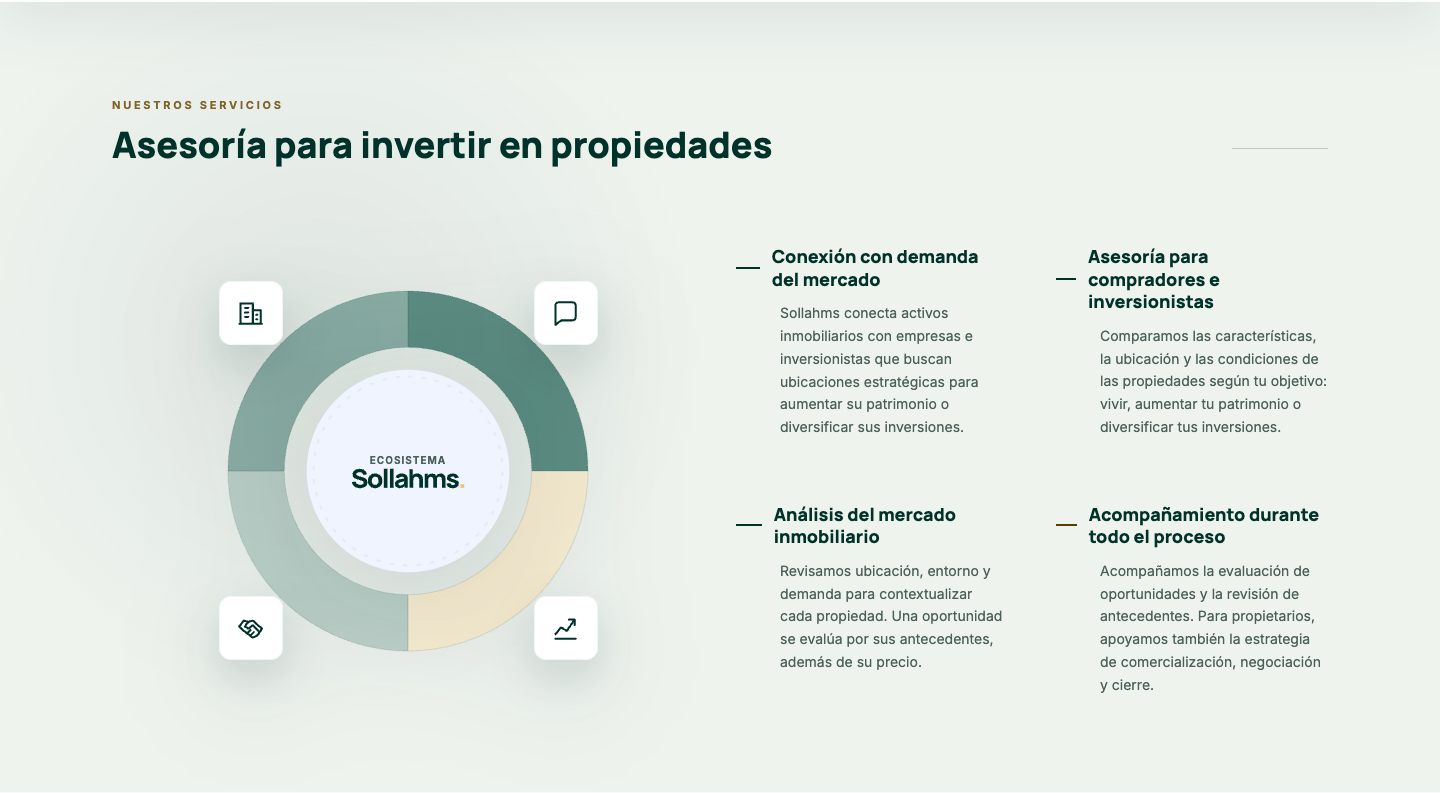 NUESTROS SERVICIOS
Asesoría para invertir en propiedades
ECOSISTEMA
Sollahms.
Conexión con demanda
del mercado
Sollahms conecta activos
inmobiliarios con empresas e
inversionistas que buscan
ubicaciones estratégicas para
aumentar su patrimonio o
diversificar sus inversiones.
Asesoría para
compradores e
inversionistas
Comparamos las características,
la ubicación y las condiciones de
las propiedades según tu objetivo:
vivir, aumentar tu patrimonio o
diversificar tus inversiones.
Análisis del mercado
inmobiliario
Revisamos ubicación, entorno y
demanda para contextualizar
cada propiedad. Una oportunidad
se evalúa por sus antecedentes,
además de su precio.
Acompañamiento durante
todo el proceso
Acompañamos la evaluación de
oportunidades y la revisión de
antecedentes. Para propietarios,
apoyamos también la estrategia
de comercialización, negociación
y cierre.